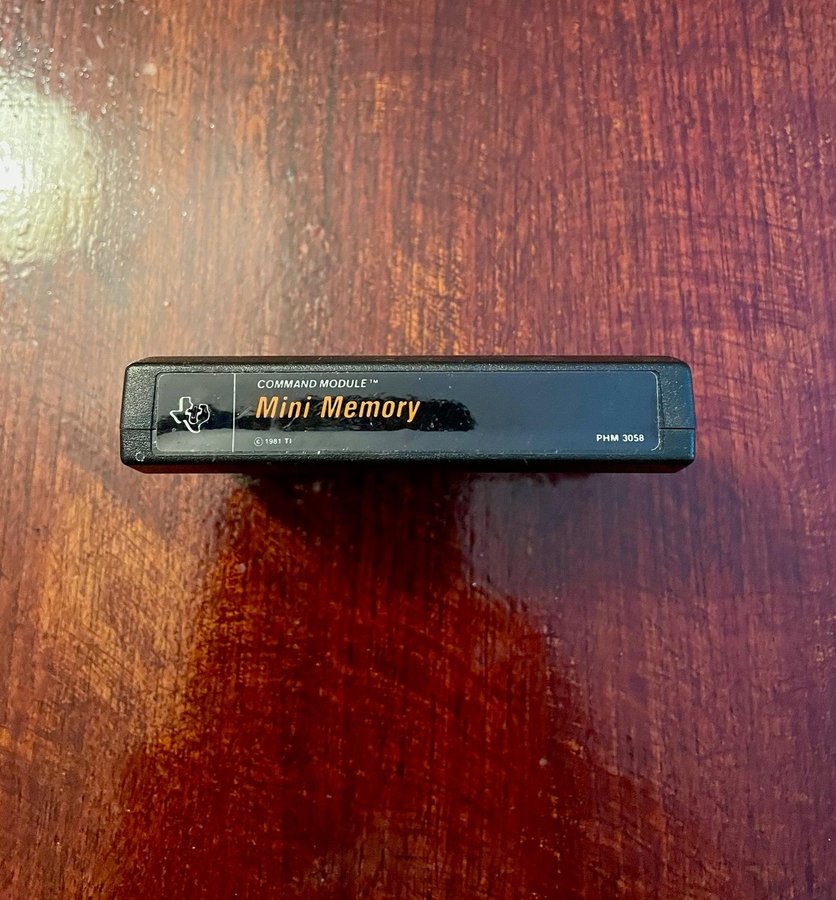 COMMAND MODULE™
Mini Memory
© 1981 TI
PHM 3058